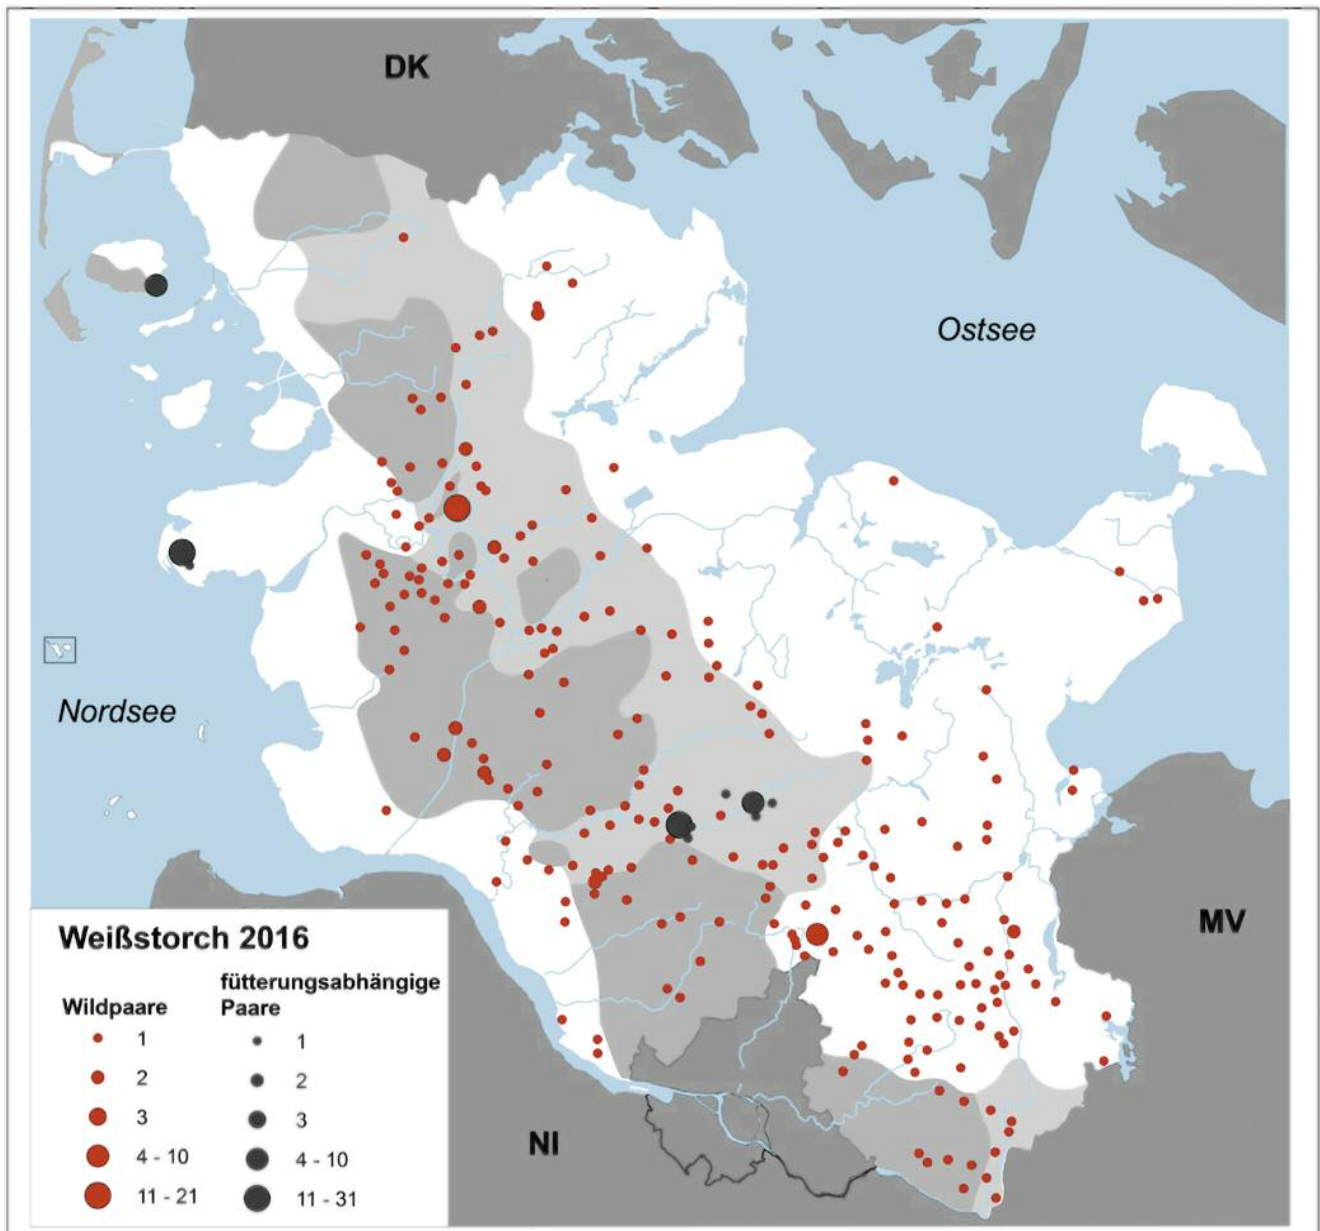 DK
Ostsee
Nordsee
MV
NI
Weißstorch 2016
Wildpaare
1
2
3
4 - 10
11 - 21
fütterungsabhängige
Paare
1
2
3
4 - 10
11 - 31